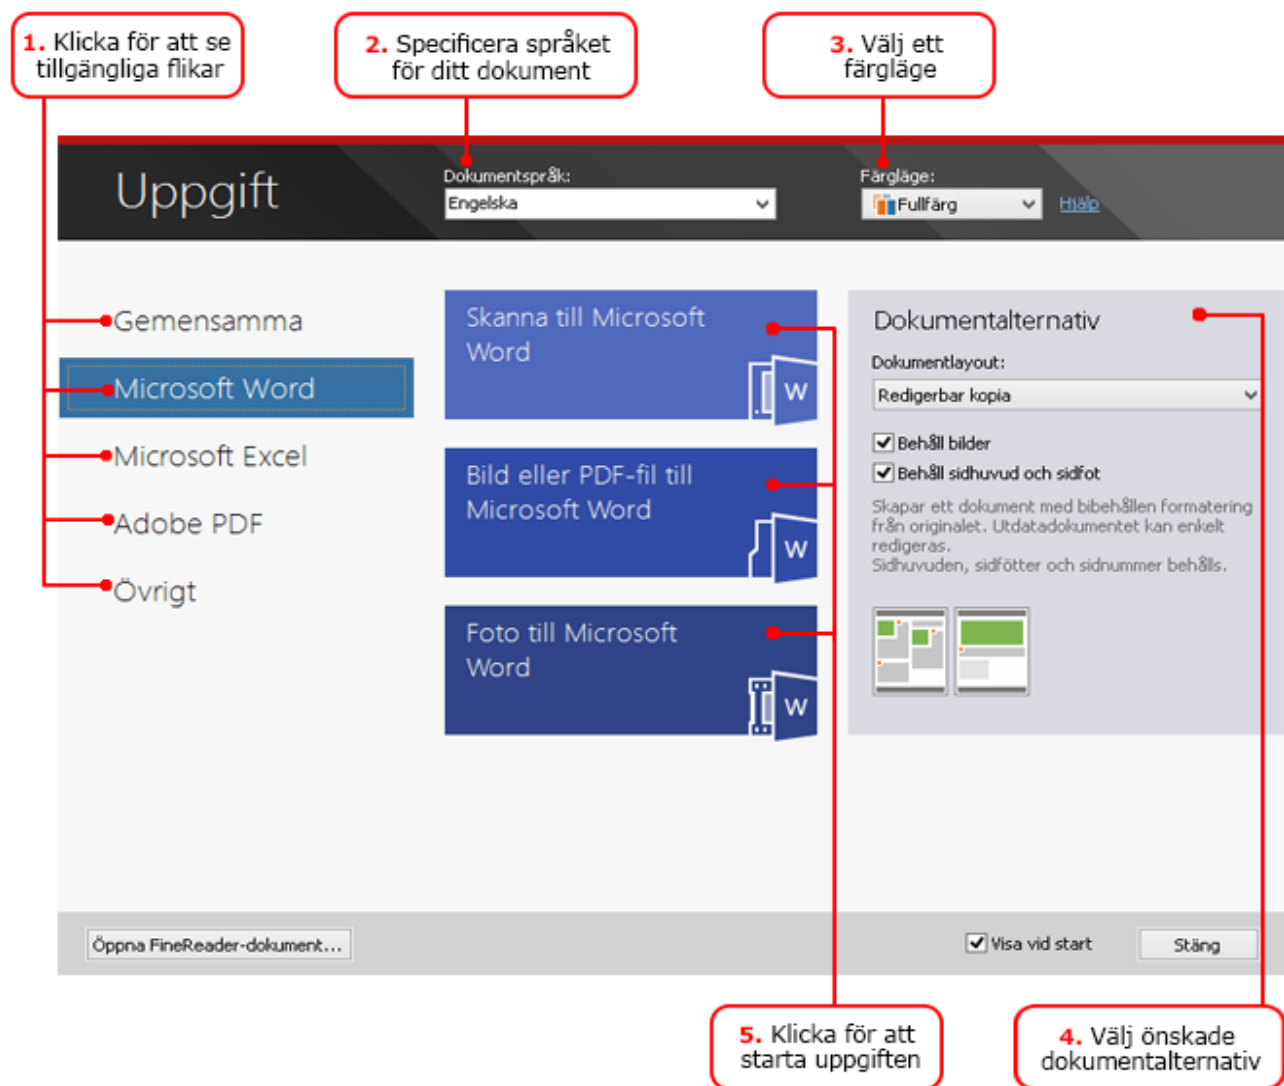 1. Klicka för att se
tillgängliga flikar
2. Specificera språket
för ditt dokument
3. Välj ett
färgläge
Uppgift
Dokumentspråk:
Engelska
Färgläge:
Fullfärg
Hjälp
Gemensamma
Microsoft Word
Microsoft Excel
Adobe PDF
Övrigt
Skanna till Microsoft
Word
W
Bild eller PDF-fil till
Microsoft Word
W
Foto till Microsoft
Word
W
Dokumentalternativ
Dokumentlayout:
Redigerbar kopia
Behåll bilder
Behåll sidhuvud och sidfot
Skapar ett dokument med bibehållen formatering
från originalet. Utdatadokumentet kan enkelt
redigeras.
Sidhuvuden, sidfötter och sidnummer behålls.
Öppna FineReader-dokument...
Visa vid start
Stäng
5. Klicka för att
starta uppgiften
4. Välj önskade
dokumentalternativ